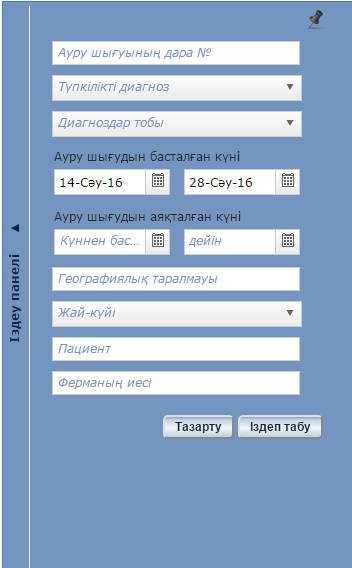 Ауру шығуының дара №
Түпкілікті диагноз
Диагноздар тобы
Ауру шығудын басталған күні
14-Сәу-16 28-Сәу-16
Ауру шығудын аяқталған күні
Күннен бас... дейін
Географиялық таралмауы
Жай-күйі
Пациент
Ферманың иесі
Тазарту Іздеп табу
Іздеу панелі